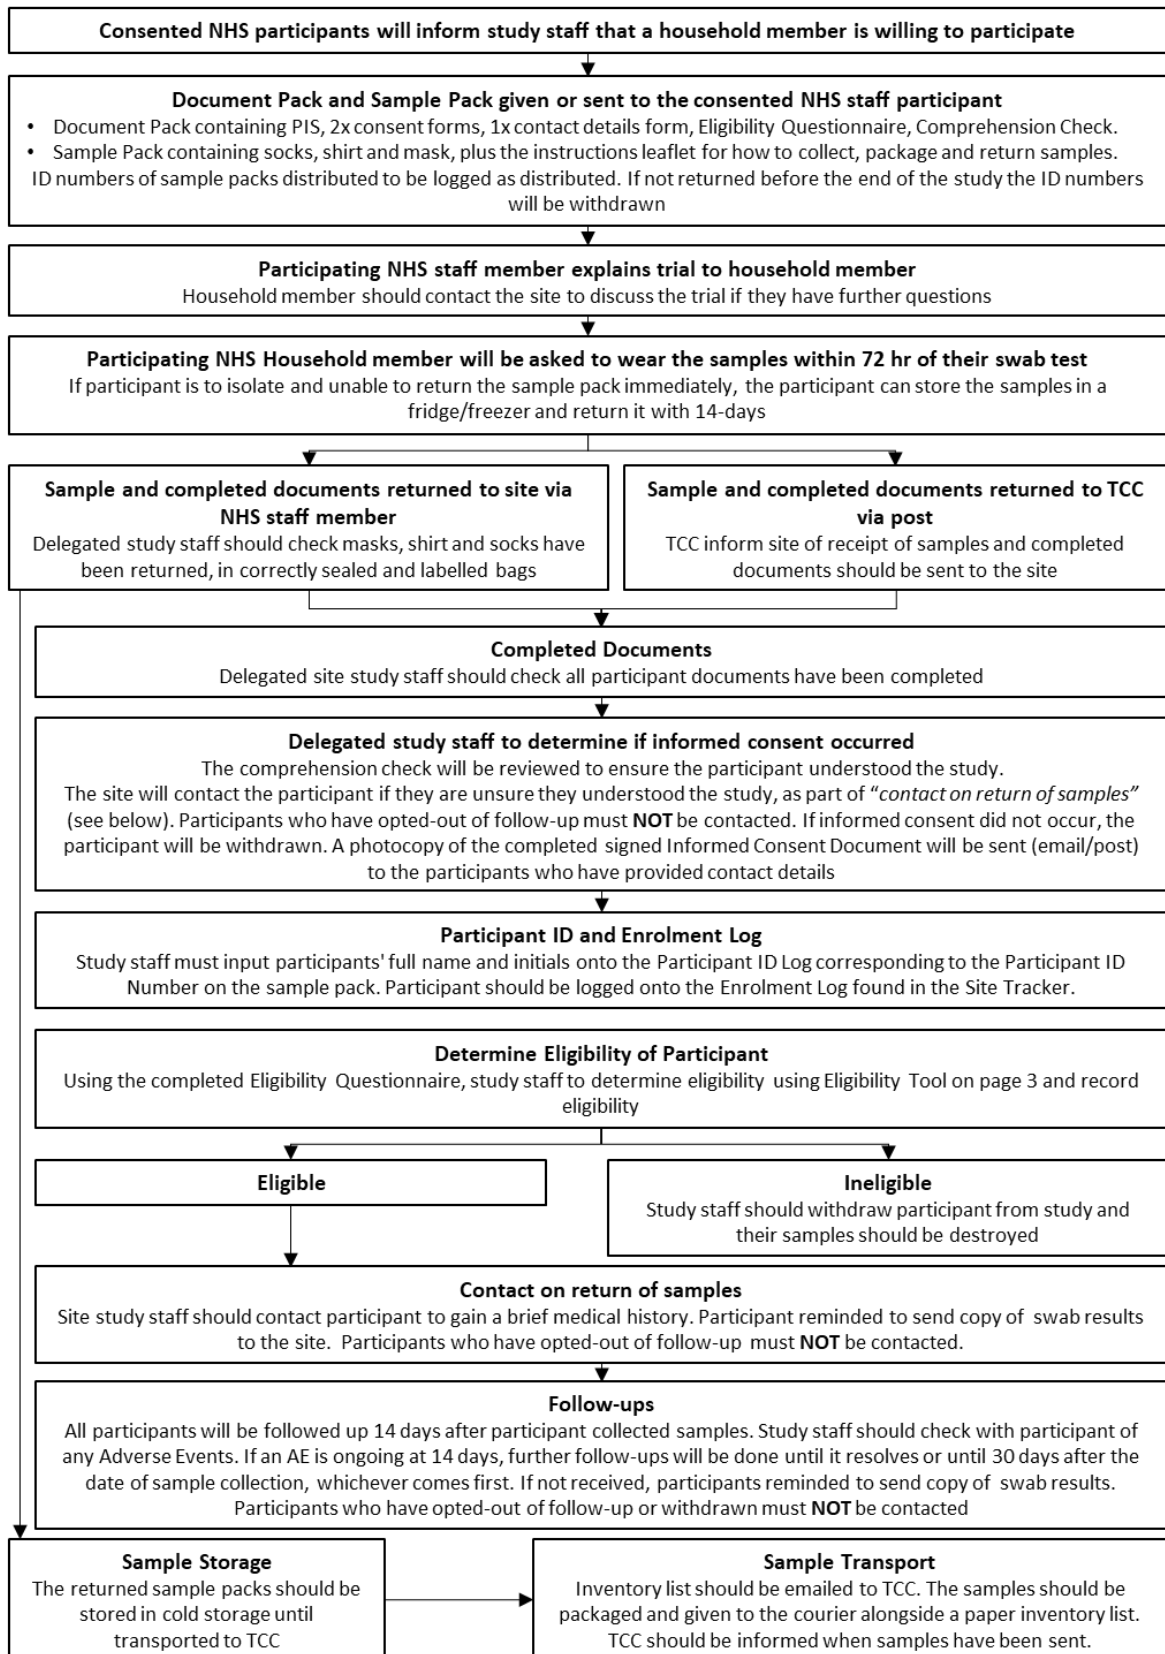 Consented NHS participants will inform study staff that a household member is willing to participate
Document Pack and Sample Pack given or sent to the consented NHS staff participant
• Document Pack containing PIS, 2x consent forms, 1x contact details form, Eligibility Questionnaire, Comprehension Check.
• Sample Pack containing socks, shirt and mask, plus the instructions leaflet for how to collect, package and return samples.
ID numbers of sample packs distributed to be logged as distributed. If not returned before the end of the study the ID numbers
will be withdrawn
Participating NHS staff member explains trial to household member
Household member should contact the site to discuss the trial if they have further questions
Participating NHS Household member will be asked to wear the samples within 72 hr of their swab test
If participant is to isolate and unable to return the sample pack immediately, the participant can store the samples in a
fridge/freezer and return it with 14-days
Sample and completed documents returned to site via
NHS staff member
Delegated study staff should check masks, shirt and socks have
been returned, in correctly sealed and labelled bags
Sample and completed documents returned to TCC
via post
TCC inform site of receipt of samples and completed
documents should be sent to the site
Completed Documents
Delegated site study staff should check all participant documents have been completed
Delegated study staff to determine if informed consent occurred
The comprehension check will be reviewed to ensure the participant understood the study.
The site will contact the participant if they are unsure they understood the study, as part of “contact on return of samples”
(see below). Participants who have opted-out of follow-up must NOT be contacted. If informed consent did not occur, the
participant will be withdrawn. A photocopy of the completed signed Informed Consent Document will be sent (email/post)
to the participants who have provided contact details
Participant ID and Enrolment Log
Study staff must input participants' full name and initials onto the Participant ID Log corresponding to the Participant ID
Number on the sample pack. Participant should be logged onto the Enrolment Log found in the Site Tracker.
Determine Eligibility of Participant
Using the completed Eligibility Questionnaire, study staff to determine eligibility using Eligibility Tool on page 3 and record
eligibility
Eligible
Ineligible
Study staff should withdraw participant from study and
their samples should be destroyed
Contact on return of samples
Site study staff should contact participant to gain a brief medical history. Participant reminded to send copy of swab results
to the site. Participants who have opted-out of follow-up must NOT be contacted.
Follow-ups
All participants will be followed up 14 days after participant collected samples. Study staff should check with participant of
any Adverse Events. If an AE is ongoing at 14 days, further follow-ups will be done until it resolves or until 30 days after the
date of sample collection, whichever comes first. If not received, participants reminded to send copy of swab results.
Participants who have opted-out of follow-up or withdrawn must NOT be contacted
Sample Storage
The returned sample packs should be
stored in cold storage until
transported to TCC
Sample Transport
Inventory list should be emailed to TCC. The samples should be
packaged and given to the courier alongside a paper inventory list.
TCC should be informed when samples have been sent.